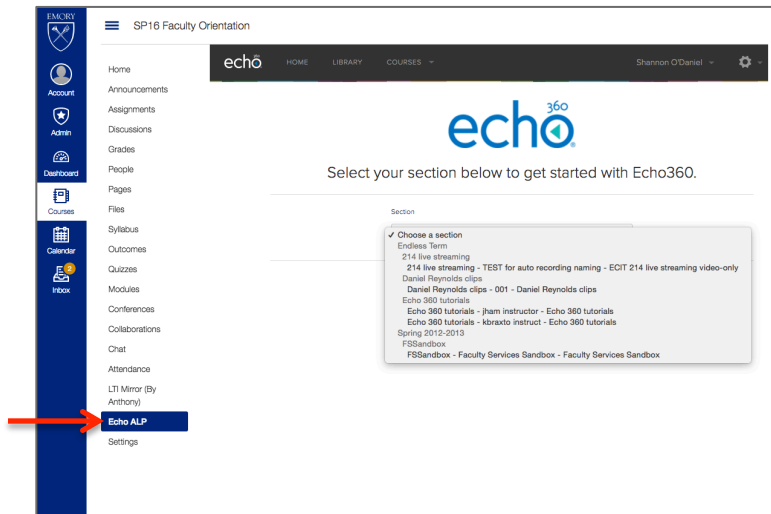 EMORY
Account
Admin
Dashboard
Courses
Calendar
2
Inbox
SP16 Faculty Orientation
Home
Announcements
Assignments
Discussions
Grades
People
Pages
Files
Syllabus
Outcomes
Quizzes
Modules
Conferences
Collaborations
Chat
Attendance
LTI Mirror (By
Anthony)
Echo ALP
Settings
echo HOME LIBRARY COURSES Shannon O'Daniel
echo360
Select your section below to get started with Echo360.
Section
✓ Choose a section
Endless Term
214 live streaming
214 live streaming - TEST for auto recording naming - ECIT 214 live streaming video-only
Daniel Reynolds clips
Daniel Reynolds clips - 001 - Daniel Reynolds clips
Echo 360 tutorials
Echo 360 tutorials - jham instructor - Echo 360 tutorials
Echo 360 tutorials - kbraxto instruct - Echo 360 tutorials
Spring 2012-2013
FSSandbox
FSSandbox - Faculty Services Sandbox - Faculty Services Sandbox